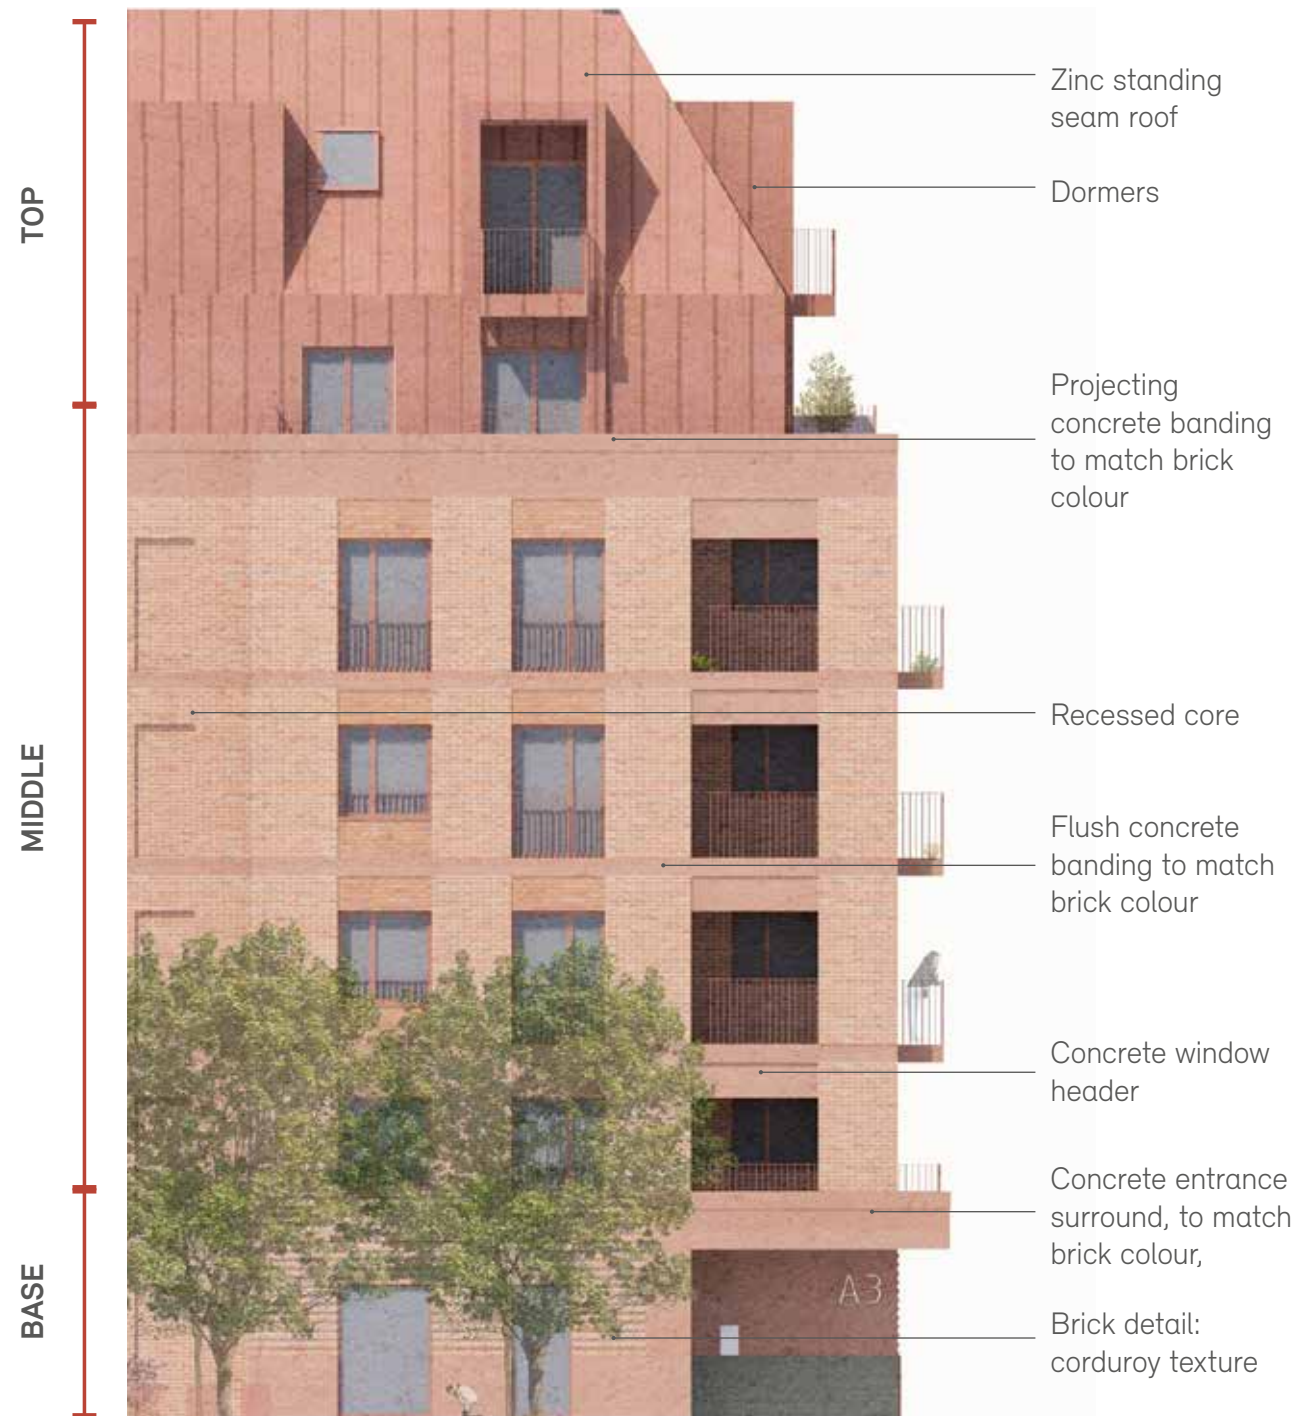 TOP
MIDDLE
BASE
Zinc standing
seam roof
Dormers
Projecting
concrete banding
to match brick
colour
Recessed core
Flush concrete
banding to match
brick colour
Concrete window
header
Concrete entrance
surround, to match
brick colour,
A3
Brick detail:
corduroy texture